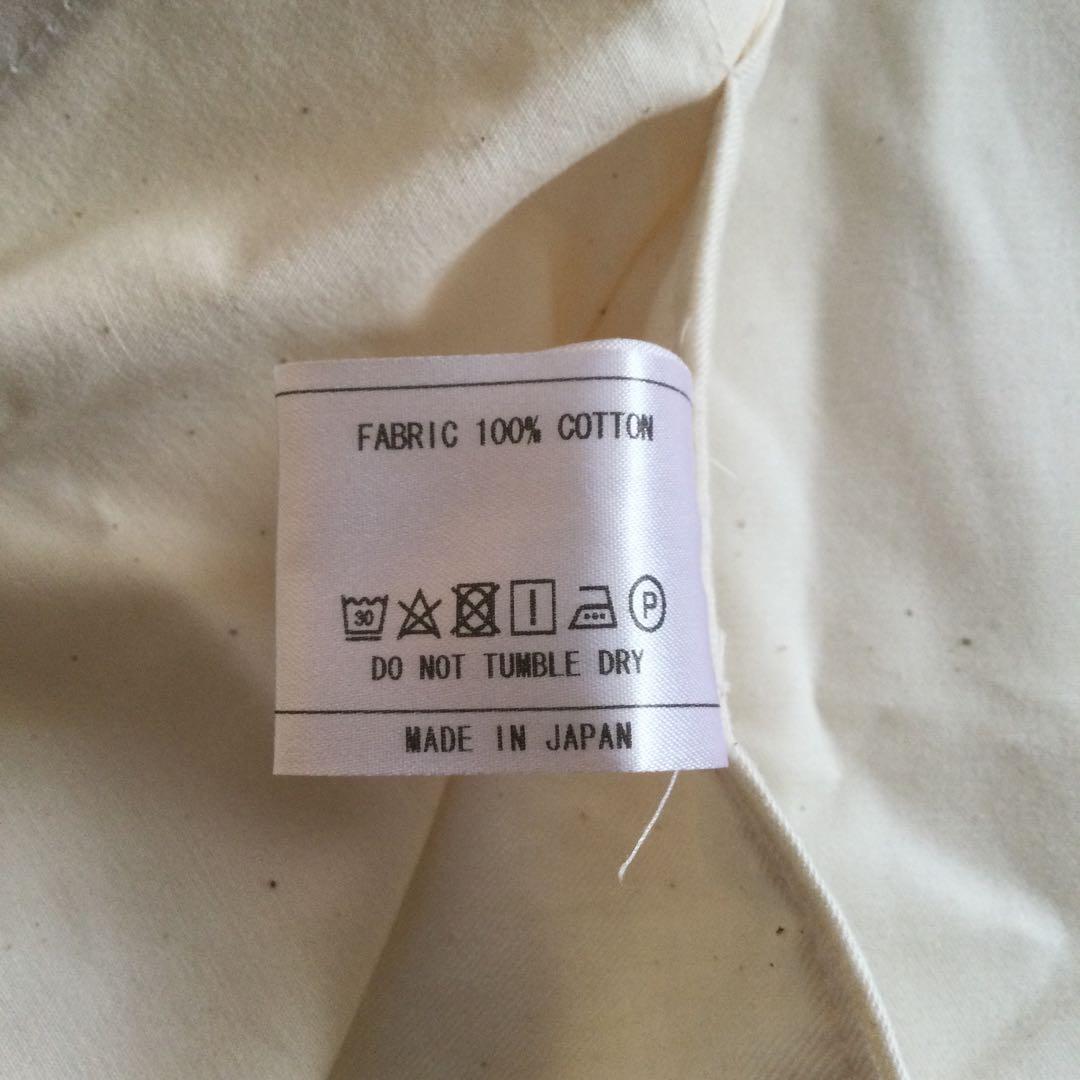 FABRIC 100% COTTON
30 P
DO NOT TUMBLE DRY
MADE IN JAPAN